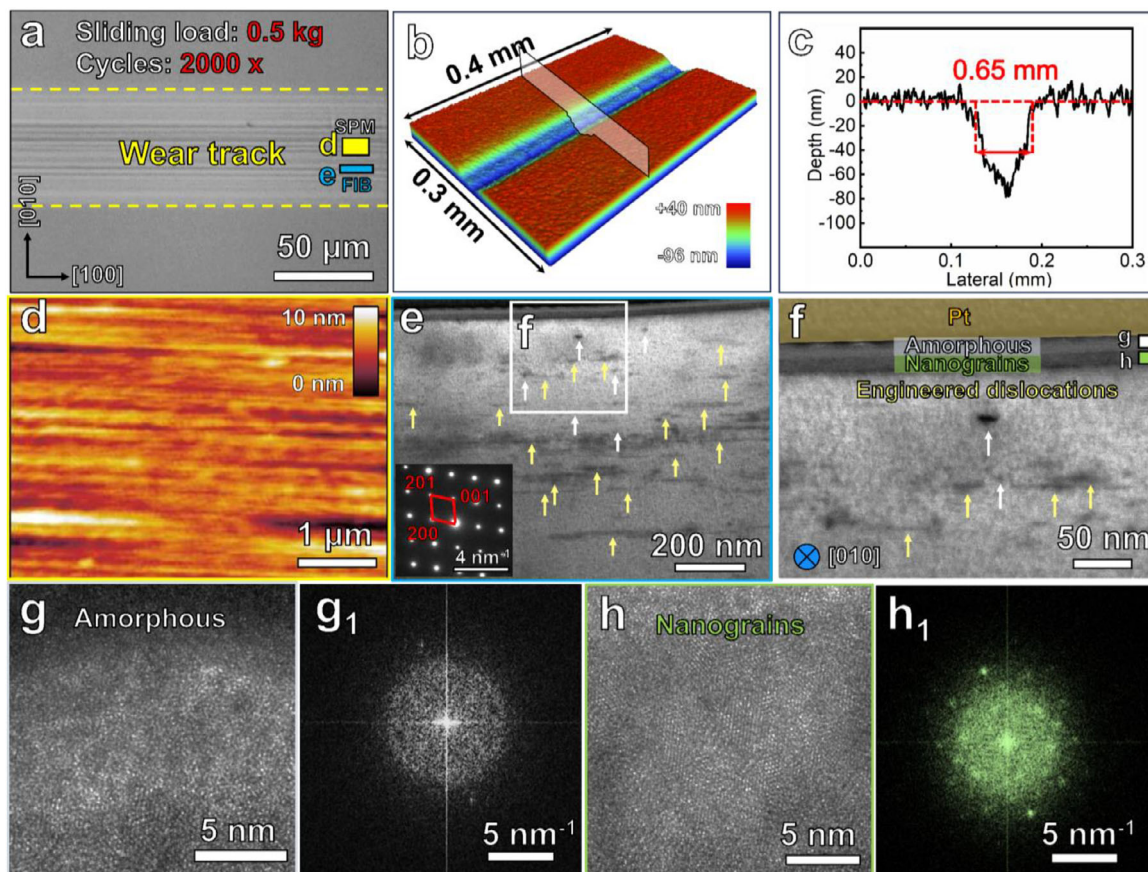 a
Sliding load: 0.5 kg
Cycles: 2000 x
SPM
d
Wear track
e
FIB
[010]
[100]
50 µm
b
0.4 mm
0.3 mm
+40 nm
-96 nm
c
0.65 mm
60
40
20
0
-20
-40
-60
-80
-100
Depth (nm)
0.0
0.1
0.2
0.3
Lateral (mm)
d
10 nm
0 nm
1 µm
e
f
201
001
200
4 nm⁻¹
200 nm
f
Pt
g
Amorphous
h
Nanograins
Engineered dislocations
[010]
50 nm
g
Amorphous
5 nm
g₁
5 nm⁻¹
h
Nanograins
5 nm
h₁
5 nm⁻¹